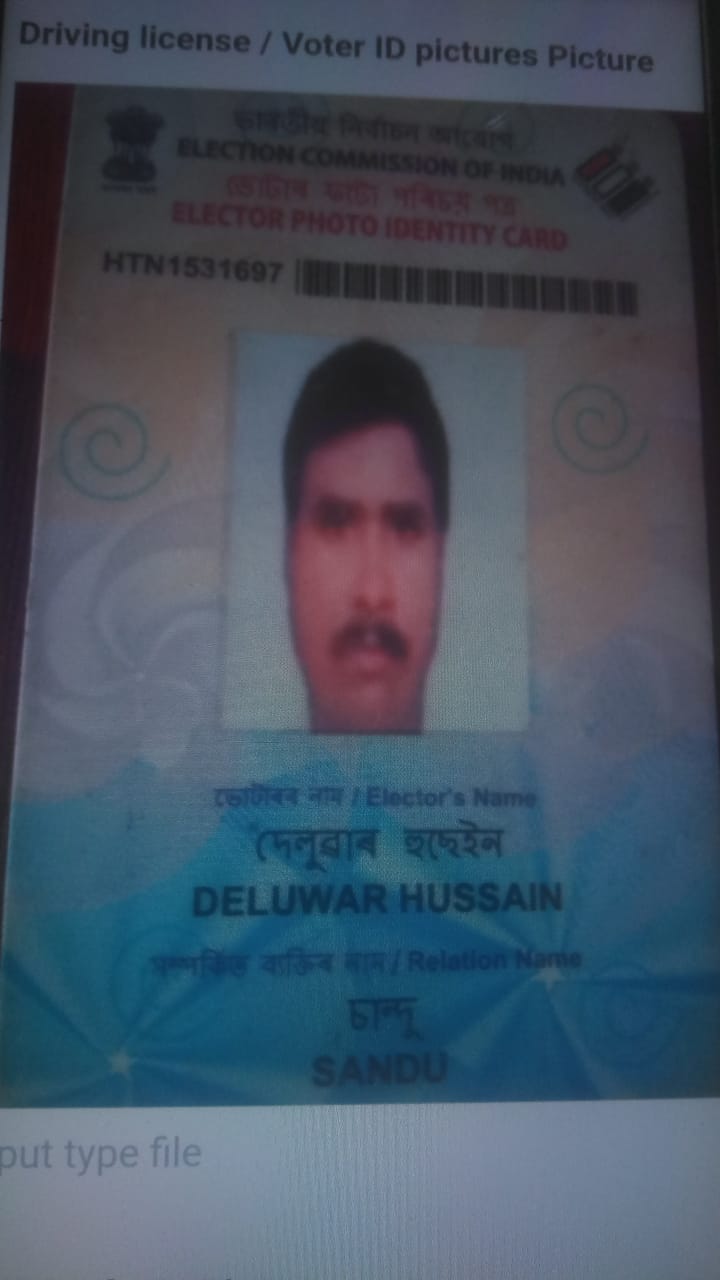 Driving license / Voter ID pictures Picture
ভাৰতীয় নিৰ্বাচন আয়োগ
ELECTION COMMISSION OF INDIA
ভোটাৰ ফটো পৰিচয় পত্ৰ
ELECTOR PHOTO IDENTITY CARD
HTN1531697
ভোটাৰৰ নাম / Elector's Name
দেলুৱাৰ হুছেইন
DELUWAR HUSSAIN
সম্পৰ্কিত ব্যক্তিৰ নাম / Relation Name
চান্দু
SANDU
put type file